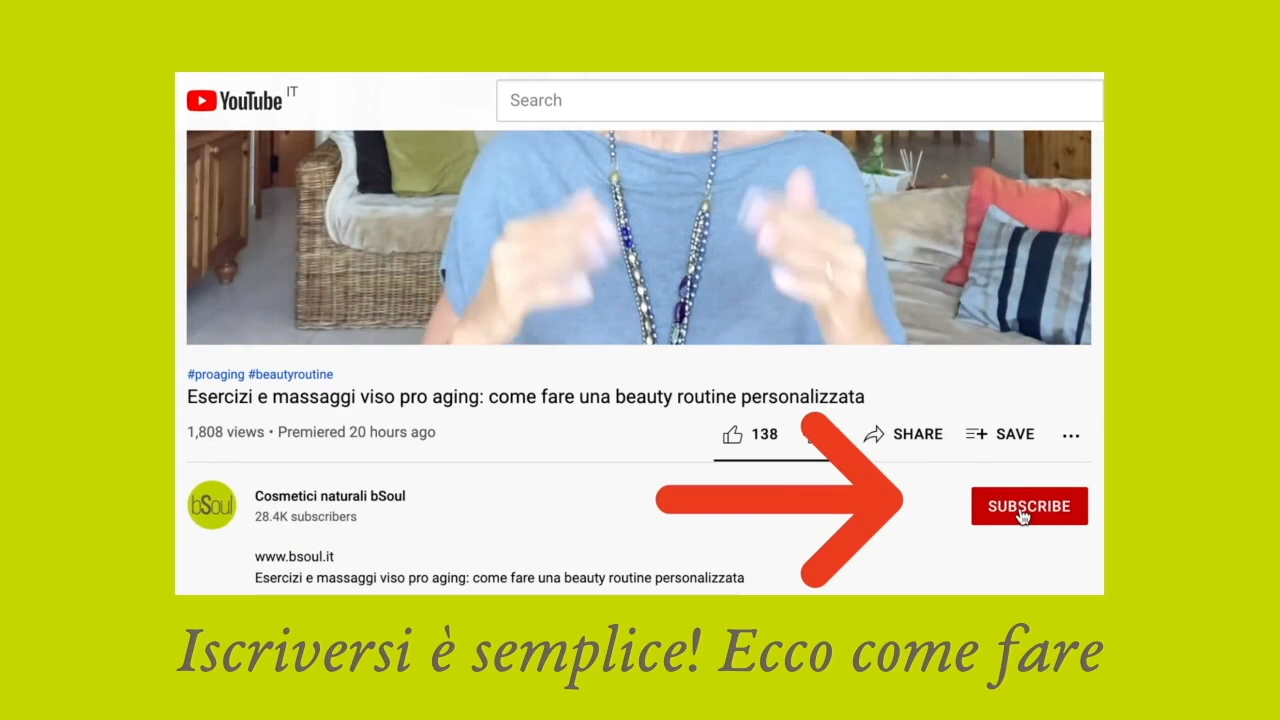 YouTube IT
Search
#proaging #beautyroutine
Esercizi e massaggi viso pro aging: come fare una beauty routine personalizzata
1,808 views • Premiered 20 hours ago
138 SHARE SAVE ...
bSoul
Cosmetici naturali bSoul
28.4K subscribers
SUBSCRIBE
www.bsoul.it
Esercizi e massaggi viso pro aging: come fare una beauty routine personalizzata
Iscriversi è semplice! Ecco come fare